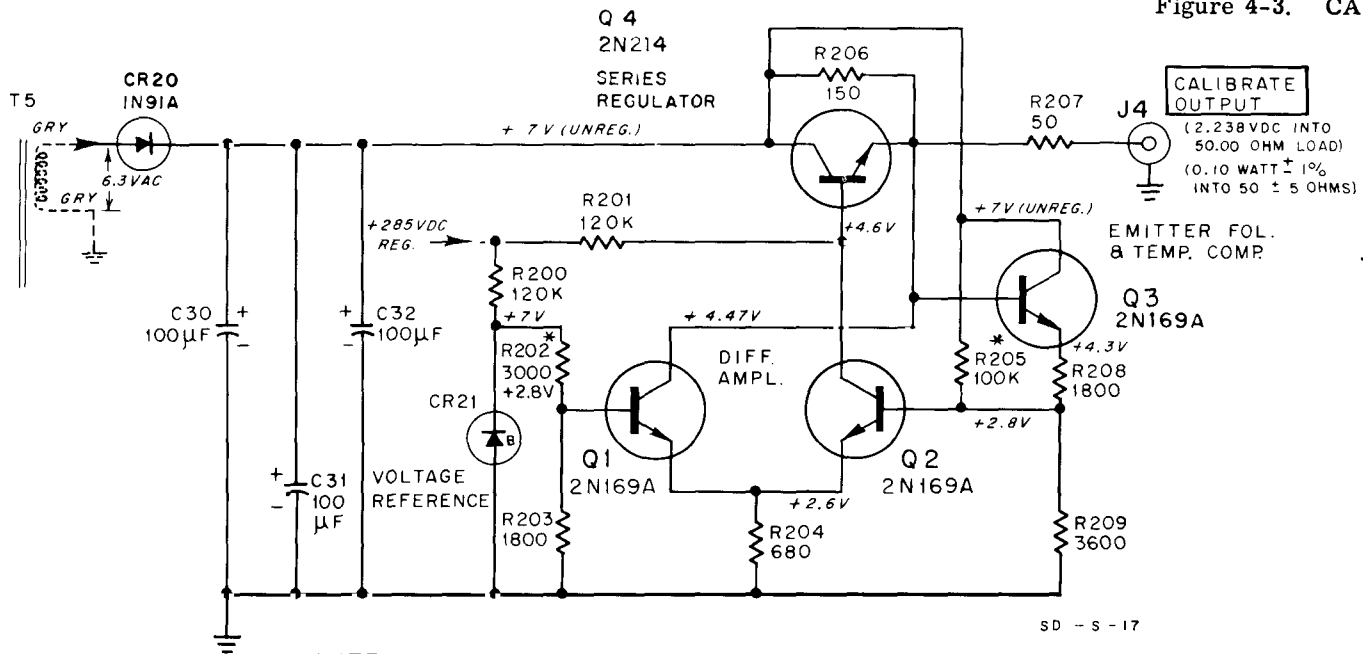 Figure 4-3. CA
Q 4
2N214
SERIES
REGULATOR
R206
150
CALIBRATE
OUTPUT
T5
CR20
1N91A
GRY
6.3VAC
GRY
+ 7V (UNREG.)
R207
50
J4
(2.238VDC INTO
50.00 OHM LOAD)
(0.10 WATT ± 1%
INTO 50 ± 5 OHMS)
+285VDC
REG.
R201
120K
+4.6V
+7V (UNREG.)
EMITTER FOL.
& TEMP. COMP.
R200
120K
+7V
C30
100µF
+
-
+
-
C32
100µF
*
R202
3000
+2.8V
+ 4.47V
DIFF.
AMPL.
*
R205
100K
Q3
2N169A
+4.3V
R208
1800
CR21
B
+2.8V
Q1
2N169A
Q2
2N169A
+
-
C31
100
µF
VOLTAGE
REFERENCE
+2.6V
R203
1800
R204
680
R209
3600
SD - S - 17